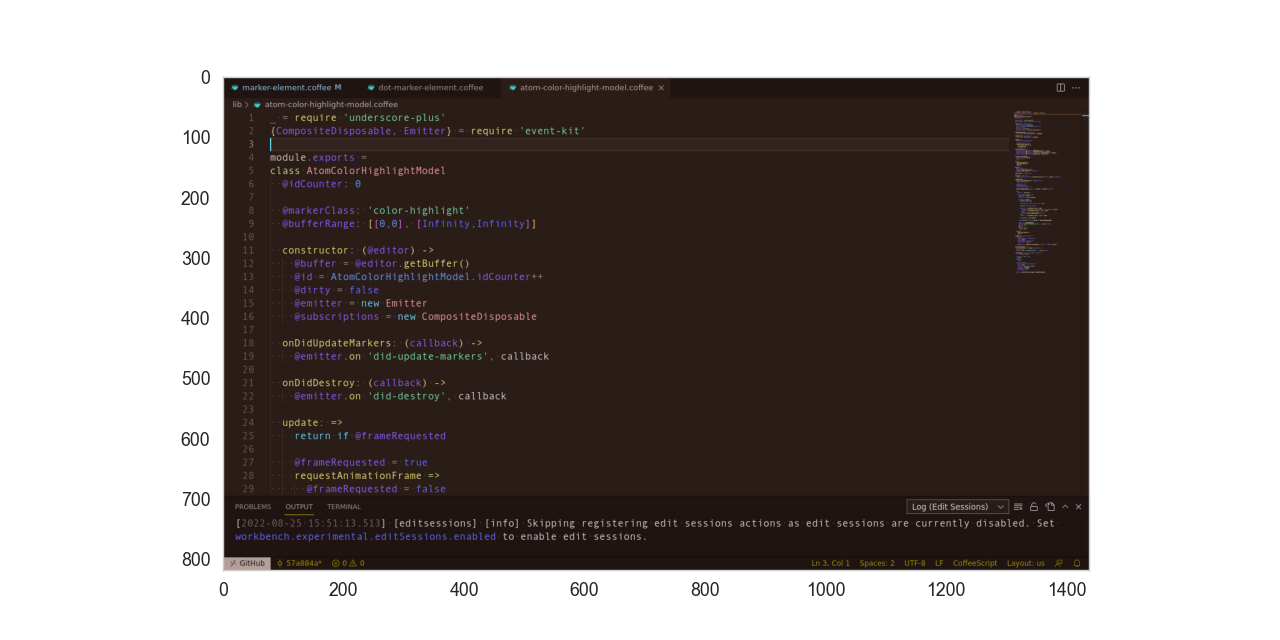 marker-element.coffee M dot-marker-element.coffee atom-color-highlight-model.coffee
lib > atom-color-highlight-model.coffee
1 _ = require 'underscore-plus'
2 {CompositeDisposable, Emitter} = require 'event-kit'
3
4 module.exports =
5 class AtomColorHighlightModel
6 @idCounter: 0
7
8 @markerClass: 'color-highlight'
9 @bufferRange: [[0,0], [Infinity,Infinity]]
10
11 constructor: (@editor) ->
12 @buffer = @editor.getBuffer()
13 @id = AtomColorHighlightModel.idCounter++
14 @dirty = false
15 @emitter = new Emitter
16 @subscriptions = new CompositeDisposable
17
18 onDidUpdateMarkers: (callback) ->
19 @emitter.on 'did-update-markers', callback
20
21 onDidDestroy: (callback) ->
22 @emitter.on 'did-destroy', callback
23
24 update: =>
25 return if @frameRequested
26
27 @frameRequested = true
28 requestAnimationFrame =>
29 @frameRequested = false
PROBLEMS OUTPUT TERMINAL Log (Edit Sessions)
[2022-08-25 15:51:13.513] [editsessions] [info] Skipping registering edit sessions actions as edit sessions are currently disabled. Set
workbench.experimental.editSessions.enabled to enable edit sessions.
GitHub 57a884a* 0 0 Ln 3, Col 1 Spaces: 2 UTF-8 LF CoffeeScript Layout: us
0
100
200
300
400
500
600
700
800
0 200 400 600 800 1000 1200 1400